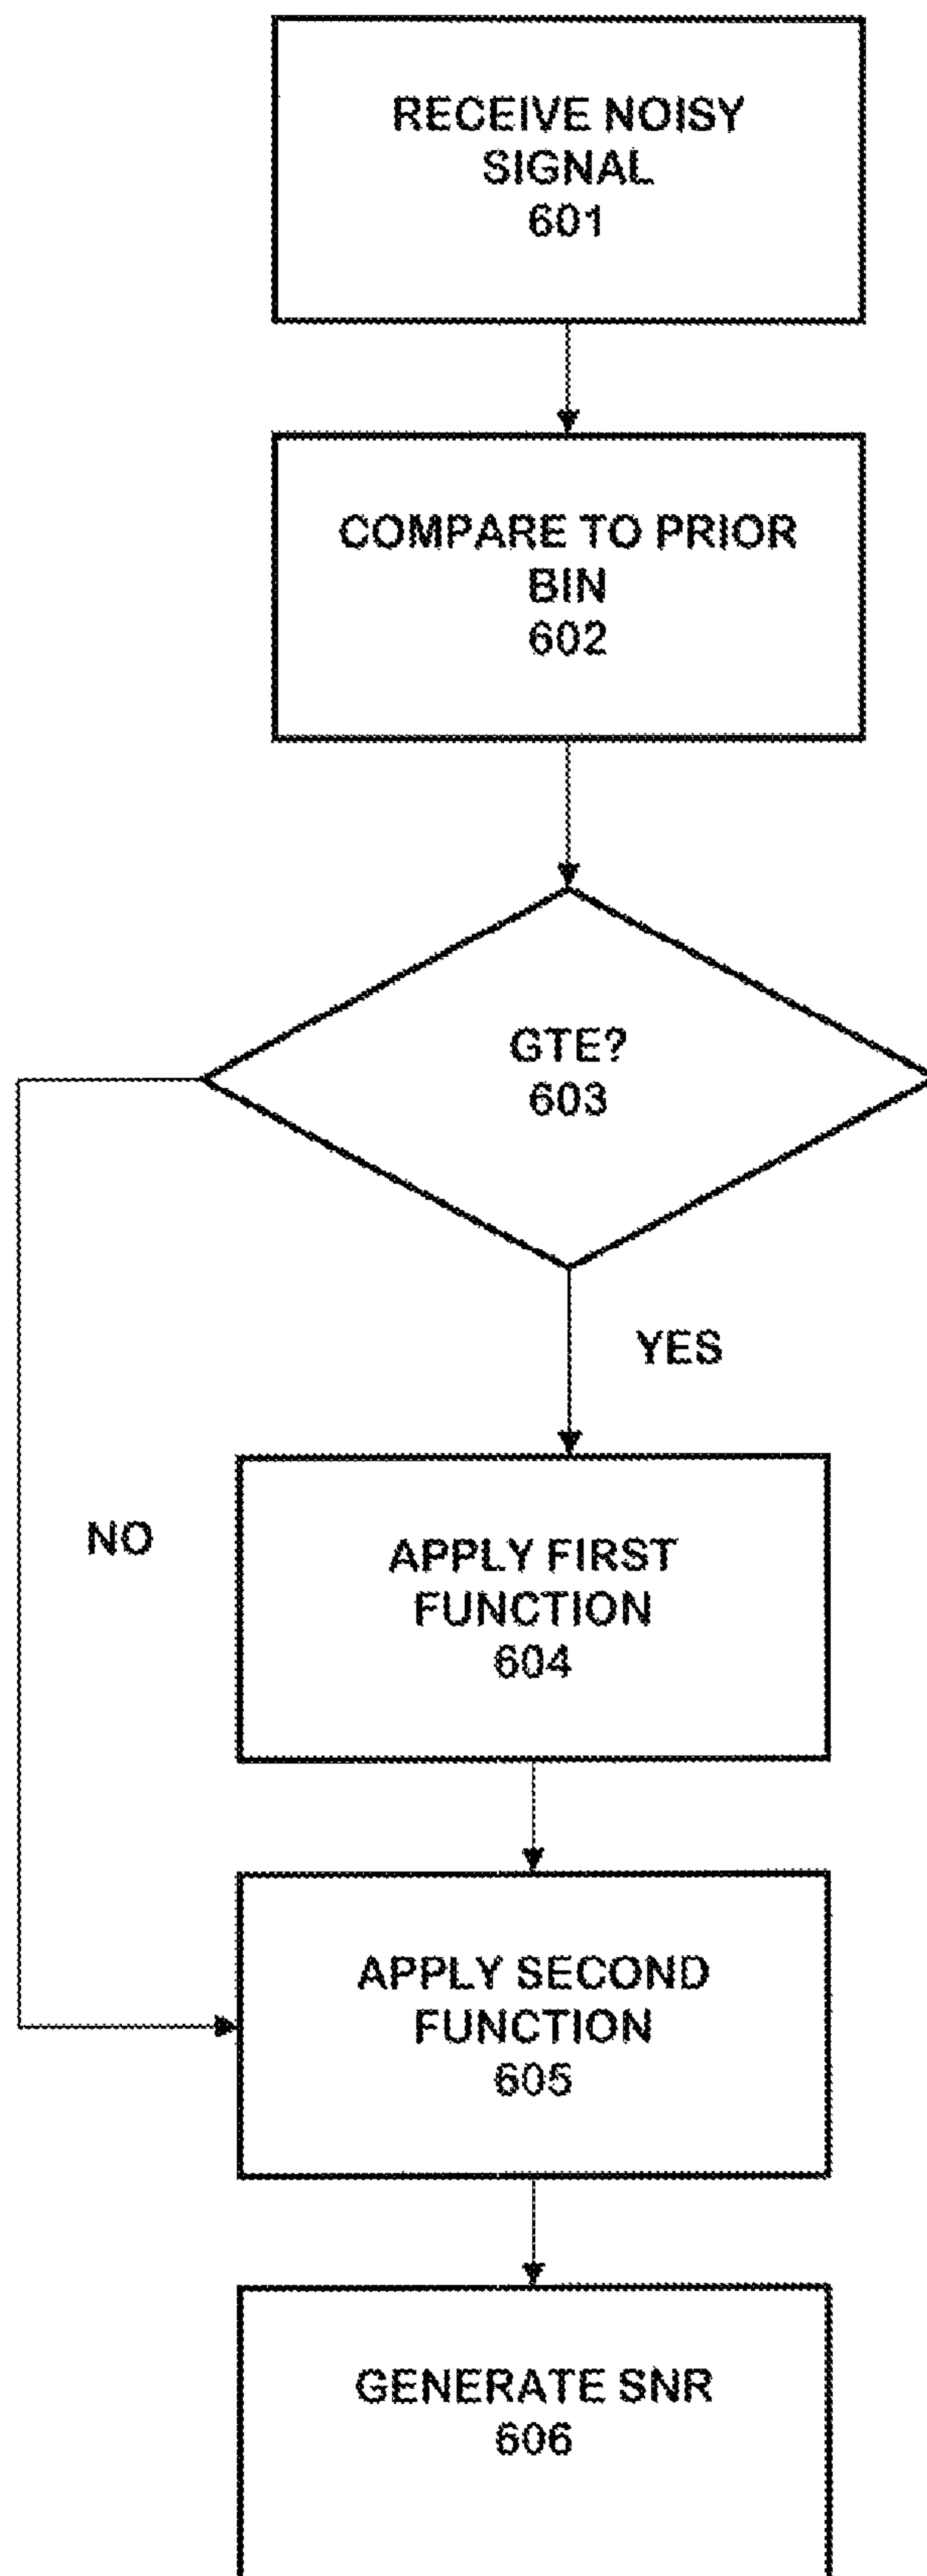 RECEIVE NOISY
SIGNAL
601
COMPARE TO PRIOR
BIN
602
GTE?
603
YES
NO
APPLY FIRST
FUNCTION
604
APPLY SECOND
FUNCTION
605
GENERATE SNR
606